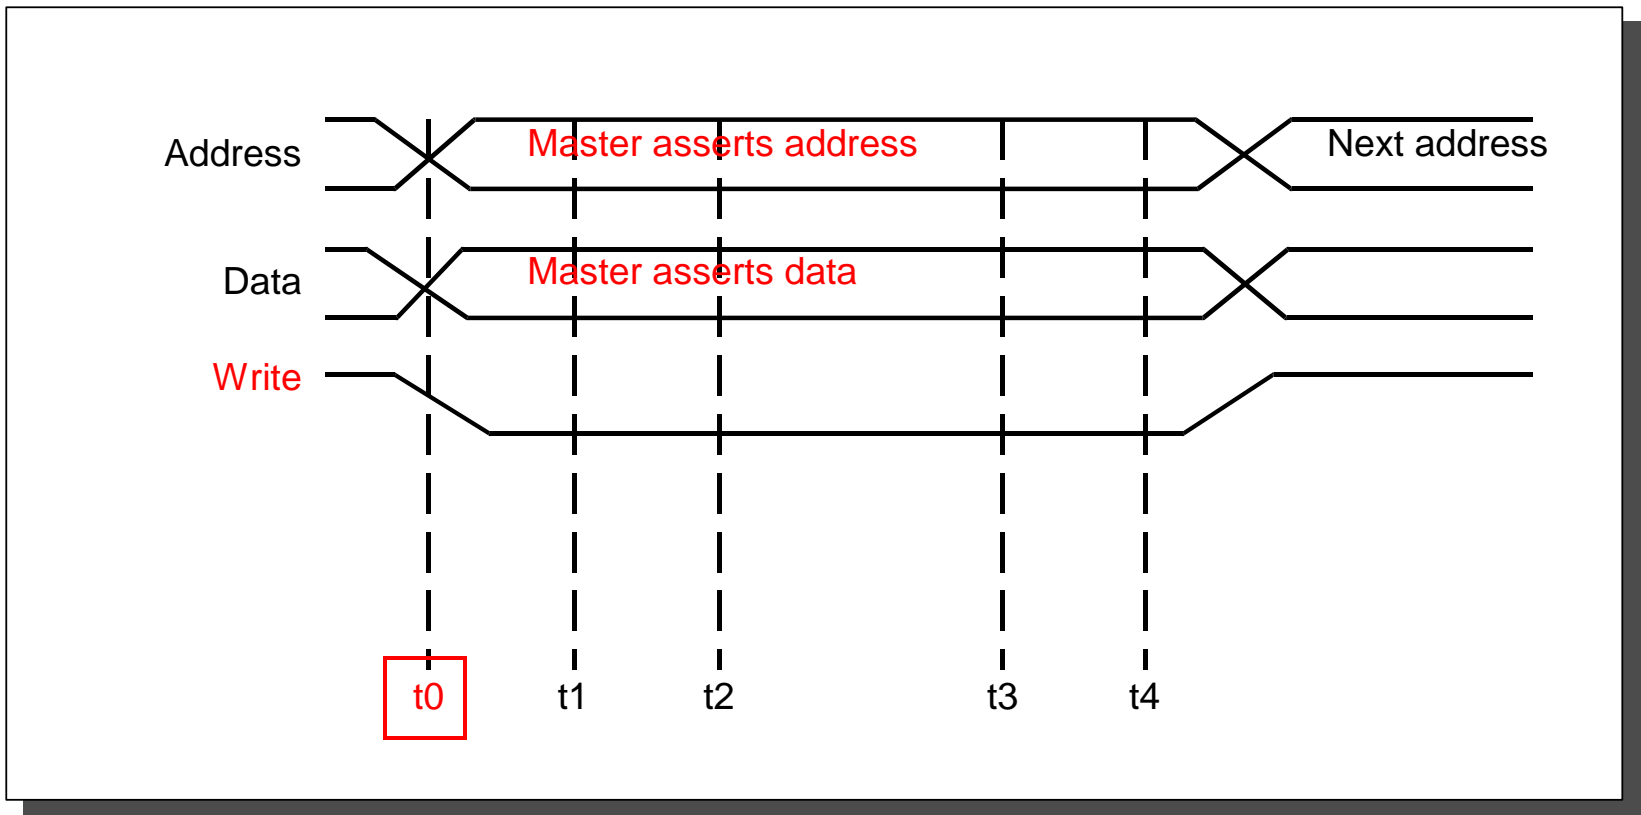 Address
Master asserts address
Next address
Data
Master asserts data
Write
t0
t1
t2
t3
t4